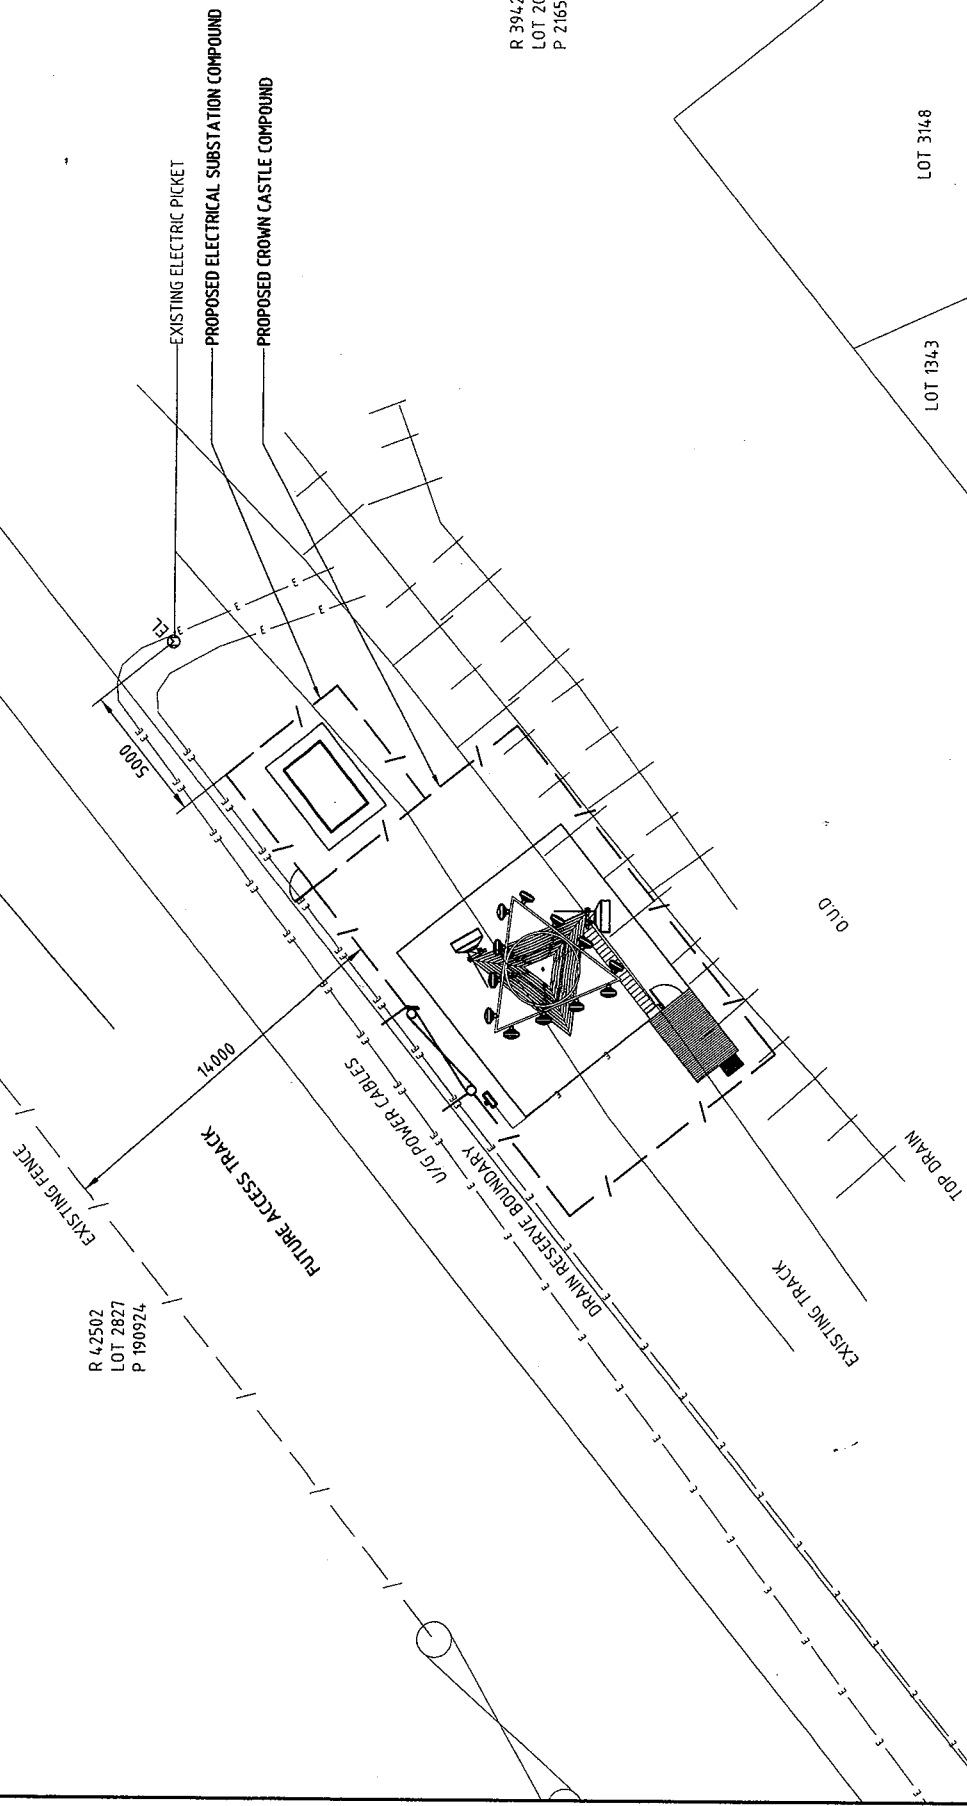 R 3942
LOT 20
P 2165
EXISTING ELECTRIC PICKET
PROPOSED ELECTRICAL SUBSTATION COMPOUND
PROPOSED CROWN CASTLE COMPOUND
LOT 3148
LOT 1343
EL
5000
14000
O.U.D
U/G POWER CABLES
FUTURE ACCESS TRACK
EXISTING FENCE
DRAIN RESERVE BOUNDARY
TOP DRAIN
EXISTING TRACK
R 42502
LOT 2827
P 190924